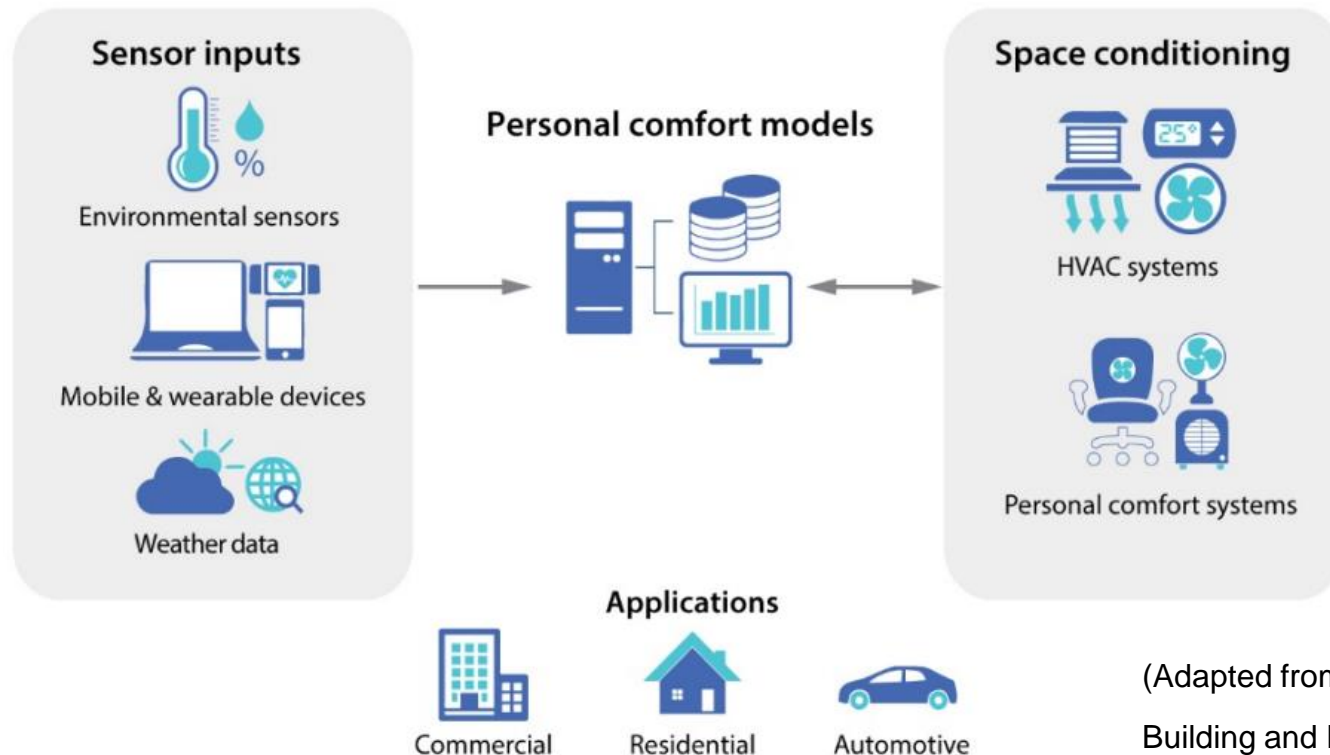 Sensor inputs
%
Environmental sensors
Mobile & wearable devices
Weather data
Personal comfort models
Space conditioning
25°
HVAC systems
Personal comfort systems
Applications
Commercial
Residential
Automotive
(Adapted from
Building and